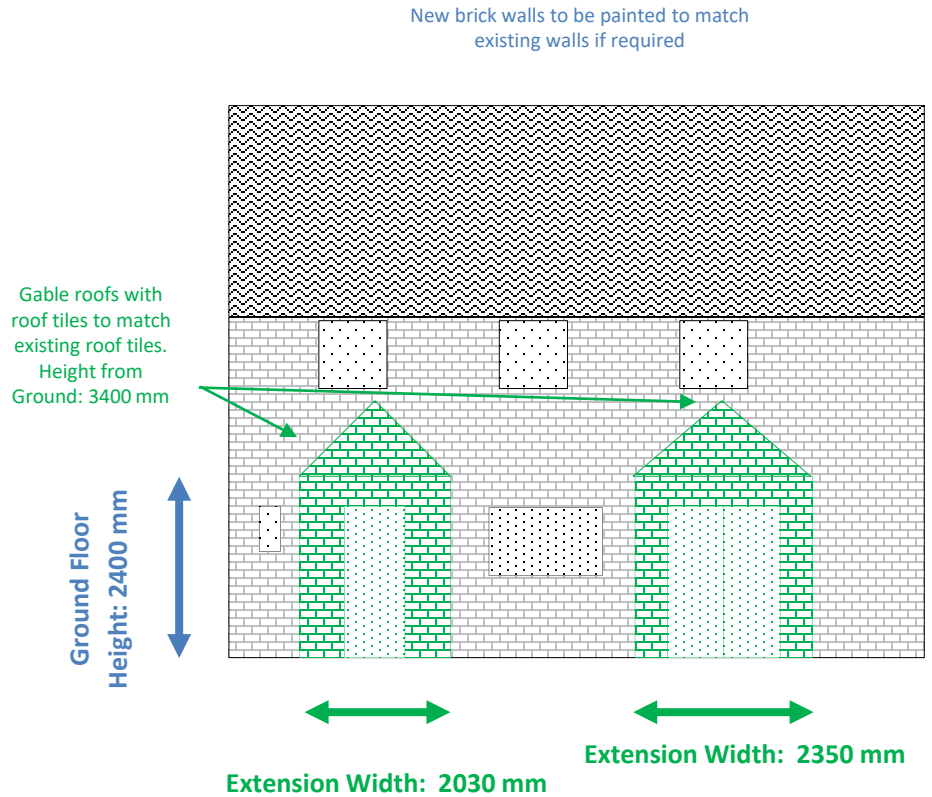 New brick walls to be painted to match
existing walls if required
Gable roofs with
roof tiles to match
existing roof tiles.
Height from
Ground: 3400 mm
Ground Floor
Height: 2400 mm
Extension Width:  2350 mm
Extension Width:  2030 mm